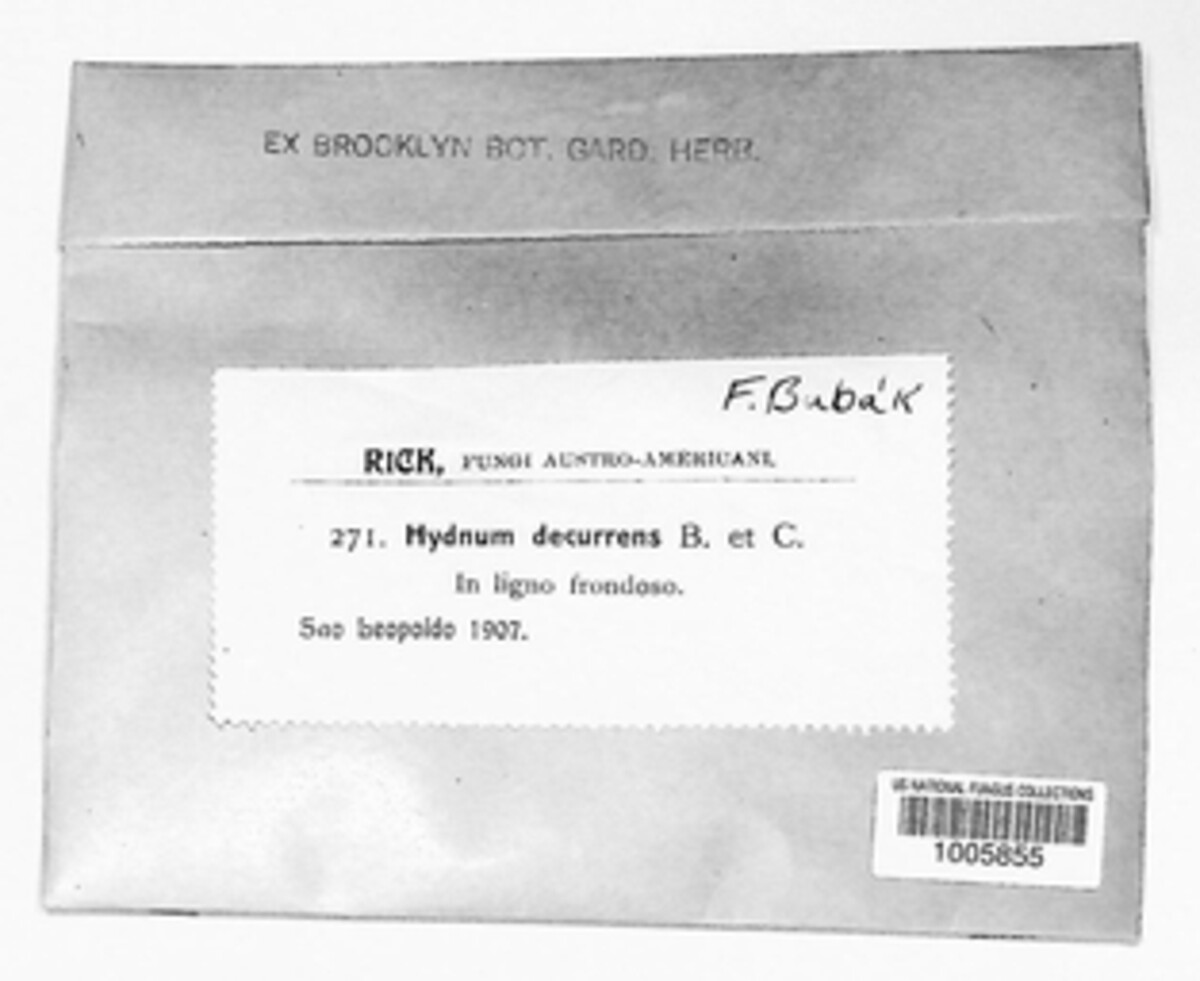 EX BROOKLYN BOT. GARD. HERB.
F. Bubák
RICK, FUNGI AUSTRO-AMERICANI.
271. Hydnum decurrens B. et C.
In ligno frondoso.
Sao Leopoldo 1907.
US NATIONAL FUNGUS COLLECTIONS
1005855